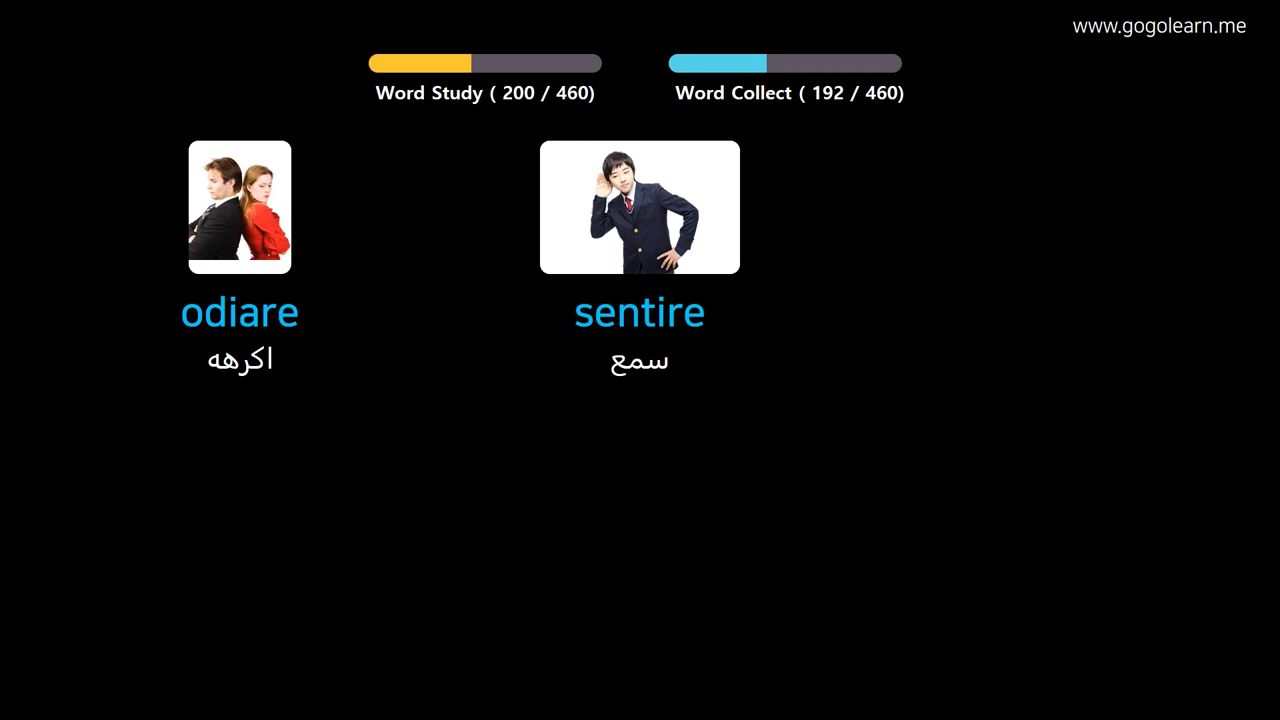 www.gogolearn.me
Word Study ( 200 / 460)
Word Collect ( 192 / 460)
odiare
sentire
اكرهه
سمع